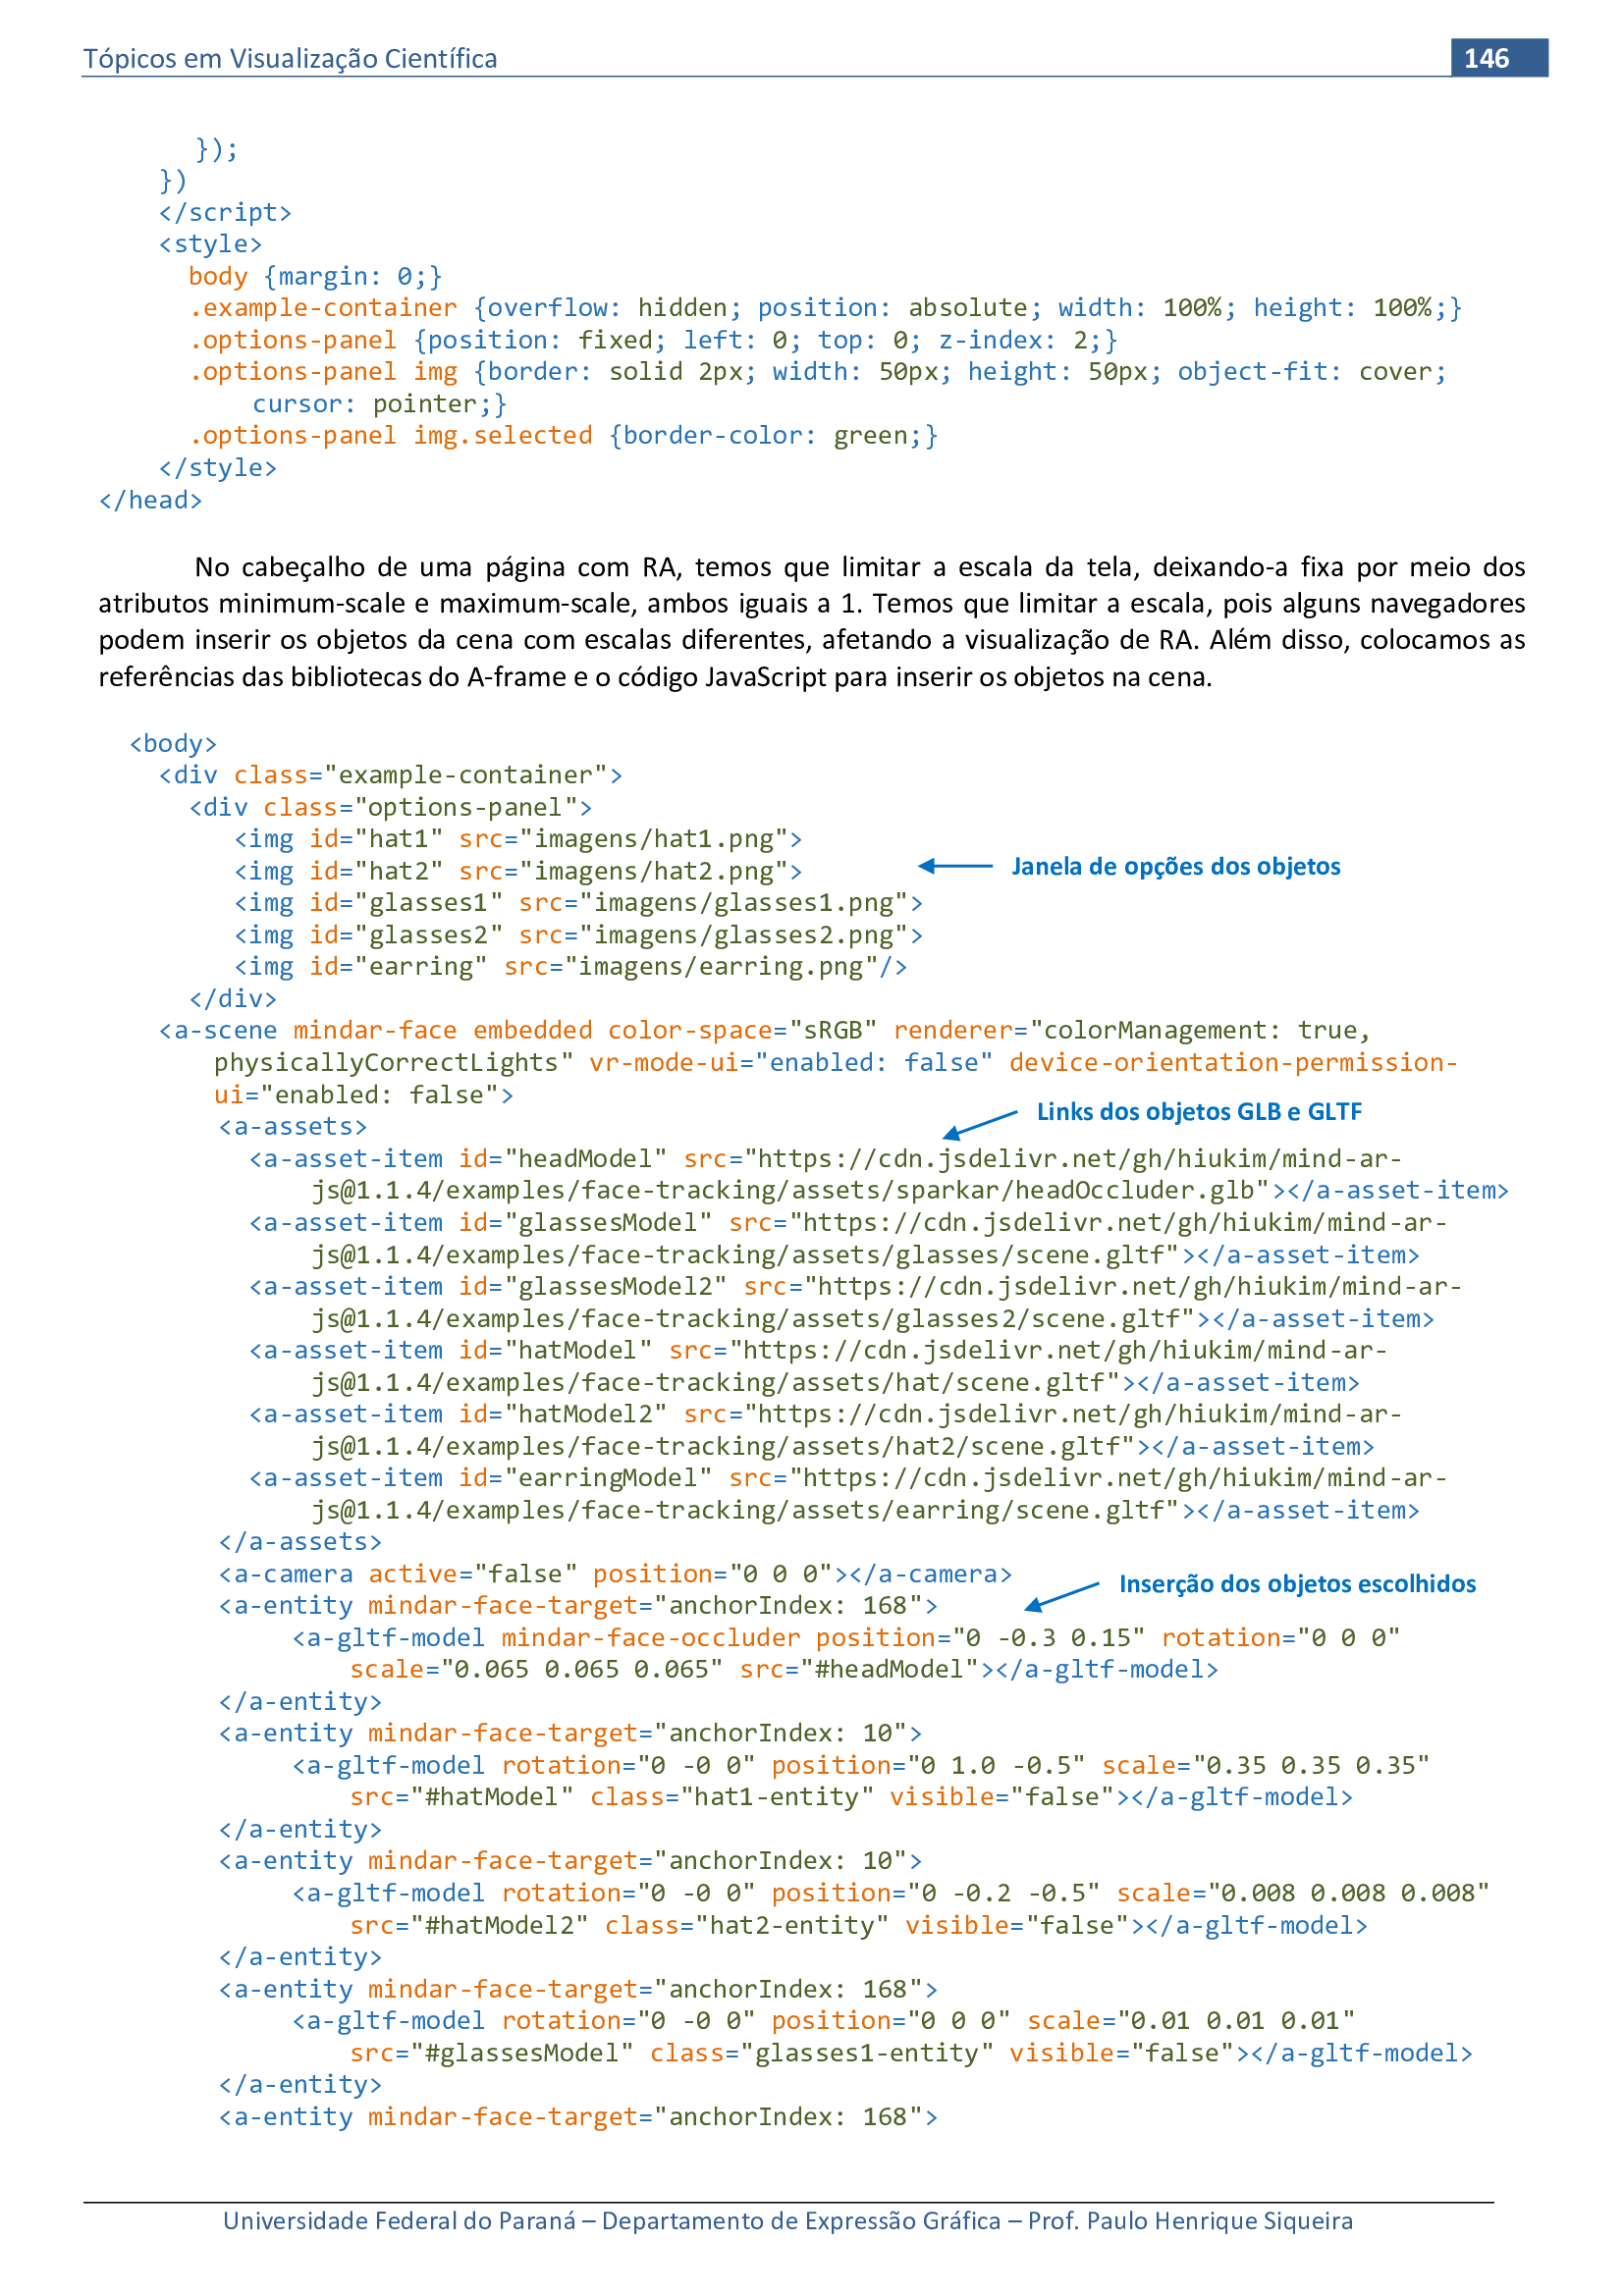 Tópicos em Visualização Científica 146
});
})
</script>
<style>
body {margin: 0;}
.example-container {overflow: hidden; position: absolute; width: 100%; height: 100%;}
.options-panel {position: fixed; left: 0; top: 0; z-index: 2;}
.options-panel img {border: solid 2px; width: 50px; height: 50px; object-fit: cover;
cursor: pointer;}
.options-panel img.selected {border-color: green;}
</style>
</head>
No cabeçalho de uma página com RA, temos que limitar a escala da tela, deixando-a fixa por meio dos
atributos minimum-scale e maximum-scale, ambos iguais a 1. Temos que limitar a escala, pois alguns navegadores
podem inserir os objetos da cena com escalas diferentes, afetando a visualização de RA. Além disso, colocamos as
referências das bibliotecas do A-frame e o código JavaScript para inserir os objetos na cena.
<body>
<div class="example-container">
<div class="options-panel">
<img id="hat1" src="imagens/hat1.png">
<img id="hat2" src="imagens/hat2.png">
Janela de opções dos objetos
<img id="glasses1" src="imagens/glasses1.png">
<img id="glasses2" src="imagens/glasses2.png">
<img id="earring" src="imagens/earring.png"/>
</div>
<a-scene mindar-face embedded color-space="sRGB" renderer="colorManagement: true,
physicallyCorrectLights" vr-mode-ui="enabled: false" device-orientation-permission-
ui="enabled: false">
Links dos objetos GLB e GLTF
<a-assets>
<a-asset-item id="headModel" src="https://cdn.jsdelivr.net/gh/hiukim/mind-ar-
js@1.1.4/examples/face-tracking/assets/sparkar/headOccluder.glb"></a-asset-item>
<a-asset-item id="glassesModel" src="https://cdn.jsdelivr.net/gh/hiukim/mind-ar-
js@1.1.4/examples/face-tracking/assets/glasses/scene.gltf"></a-asset-item>
<a-asset-item id="glassesModel2" src="https://cdn.jsdelivr.net/gh/hiukim/mind-ar-
js@1.1.4/examples/face-tracking/assets/glasses2/scene.gltf"></a-asset-item>
<a-asset-item id="hatModel" src="https://cdn.jsdelivr.net/gh/hiukim/mind-ar-
js@1.1.4/examples/face-tracking/assets/hat/scene.gltf"></a-asset-item>
<a-asset-item id="hatModel2" src="https://cdn.jsdelivr.net/gh/hiukim/mind-ar-
js@1.1.4/examples/face-tracking/assets/hat2/scene.gltf"></a-asset-item>
<a-asset-item id="earringModel" src="https://cdn.jsdelivr.net/gh/hiukim/mind-ar-
js@1.1.4/examples/face-tracking/assets/earring/scene.gltf"></a-asset-item>
</a-assets>
<a-camera active="false" position="0 0 0"></a-camera>
Inserção dos objetos escolhidos
<a-entity mindar-face-target="anchorIndex: 168">
<a-gltf-model mindar-face-occluder position="0 -0.3 0.15" rotation="0 0 0"
scale="0.065 0.065 0.065" src="#headModel"></a-gltf-model>
</a-entity>
<a-entity mindar-face-target="anchorIndex: 10">
<a-gltf-model rotation="0 -0 0" position="0 1.0 -0.5" scale="0.35 0.35 0.35"
src="#hatModel" class="hat1-entity" visible="false"></a-gltf-model>
</a-entity>
<a-entity mindar-face-target="anchorIndex: 10">
<a-gltf-model rotation="0 -0 0" position="0 -0.2 -0.5" scale="0.008 0.008 0.008"
src="#hatModel2" class="hat2-entity" visible="false"></a-gltf-model>
</a-entity>
<a-entity mindar-face-target="anchorIndex: 168">
<a-gltf-model rotation="0 -0 0" position="0 0 0" scale="0.01 0.01 0.01"
src="#glassesModel" class="glasses1-entity" visible="false"></a-gltf-model>
</a-entity>
<a-entity mindar-face-target="anchorIndex: 168">
Universidade Federal do Paraná – Departamento de Expressão Gráfica – Prof. Paulo Henrique Siqueira